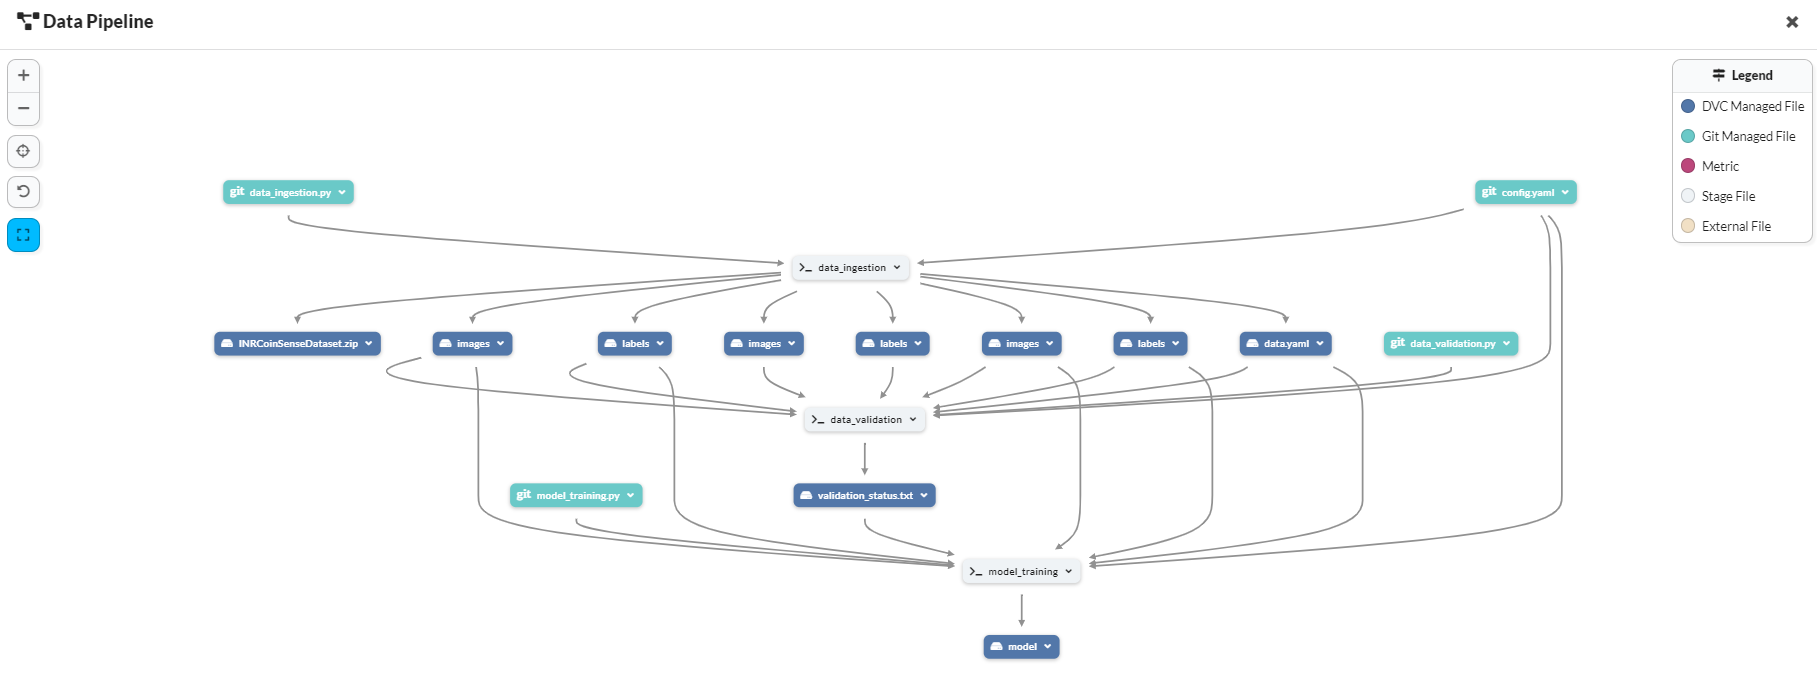 Data Pipeline
Legend
DVC Managed File
Git Managed File
Metric
Stage File
External File
git data_ingestion.py
git config.yaml
>_ data_ingestion
INRCoinSenseDataset.zip
images
labels
images
labels
images
labels
data.yaml
git data_validation.py
>_ data_validation
git model_training.py
validation_status.txt
>_ model_training
model